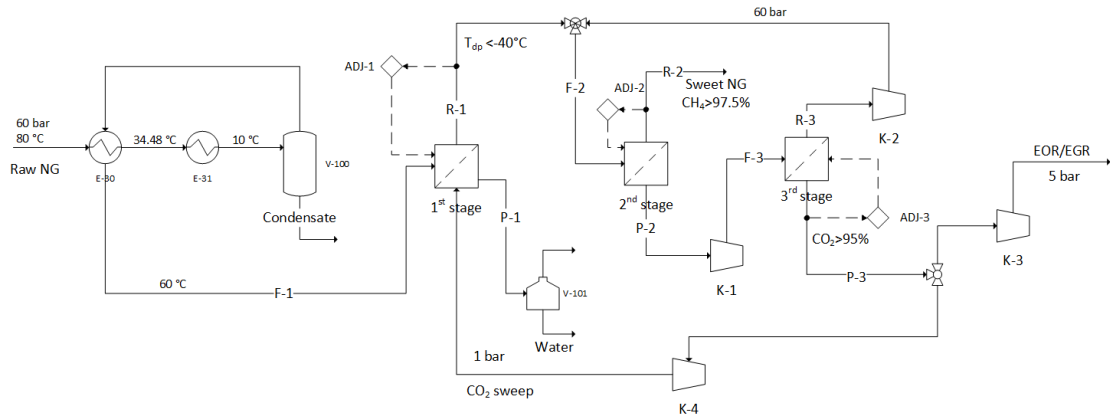 60 bar
T_dp <-40°C
ADJ-1
R-2
Sweet NG
CH₄>97.5%
ADJ-2
F-2
R-1
R-3
K-2
60 bar
80 °C
34.48 °C
10 °C
Raw NG
E-30
E-31
V-100
F-3
EOR/EGR
5 bar
1st stage
P-1
2nd stage
3rd stage
Condensate
P-2
ADJ-3
CO₂>95%
K-3
K-1
P-3
60 °C
F-1
V-101
Water
1 bar
CO₂ sweep
K-4